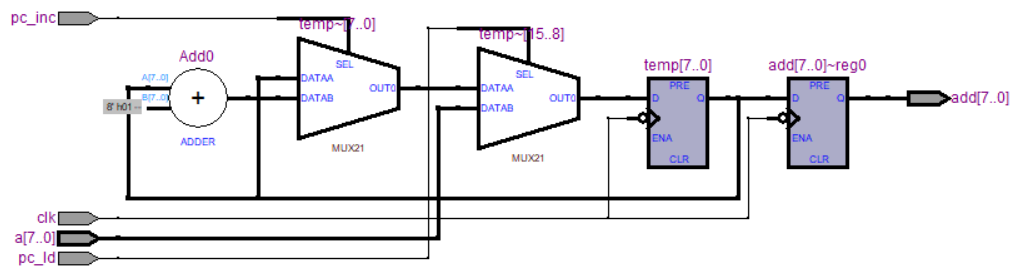 pc_inc
temp~[7..0]
temp~[15..8]
Add0
A[7..0]
B[7..0]
8' h01 --
+
ADDER
SEL
DATAA
DATAB
OUT0
MUX21
SEL
DATAA
DATAB
OUT0
MUX21
temp[7..0]
PRE
D
Q
ENA
CLR
add[7..0]~reg0
PRE
D
Q
ENA
CLR
add[7..0]
clk
a[7..0]
pc_ld